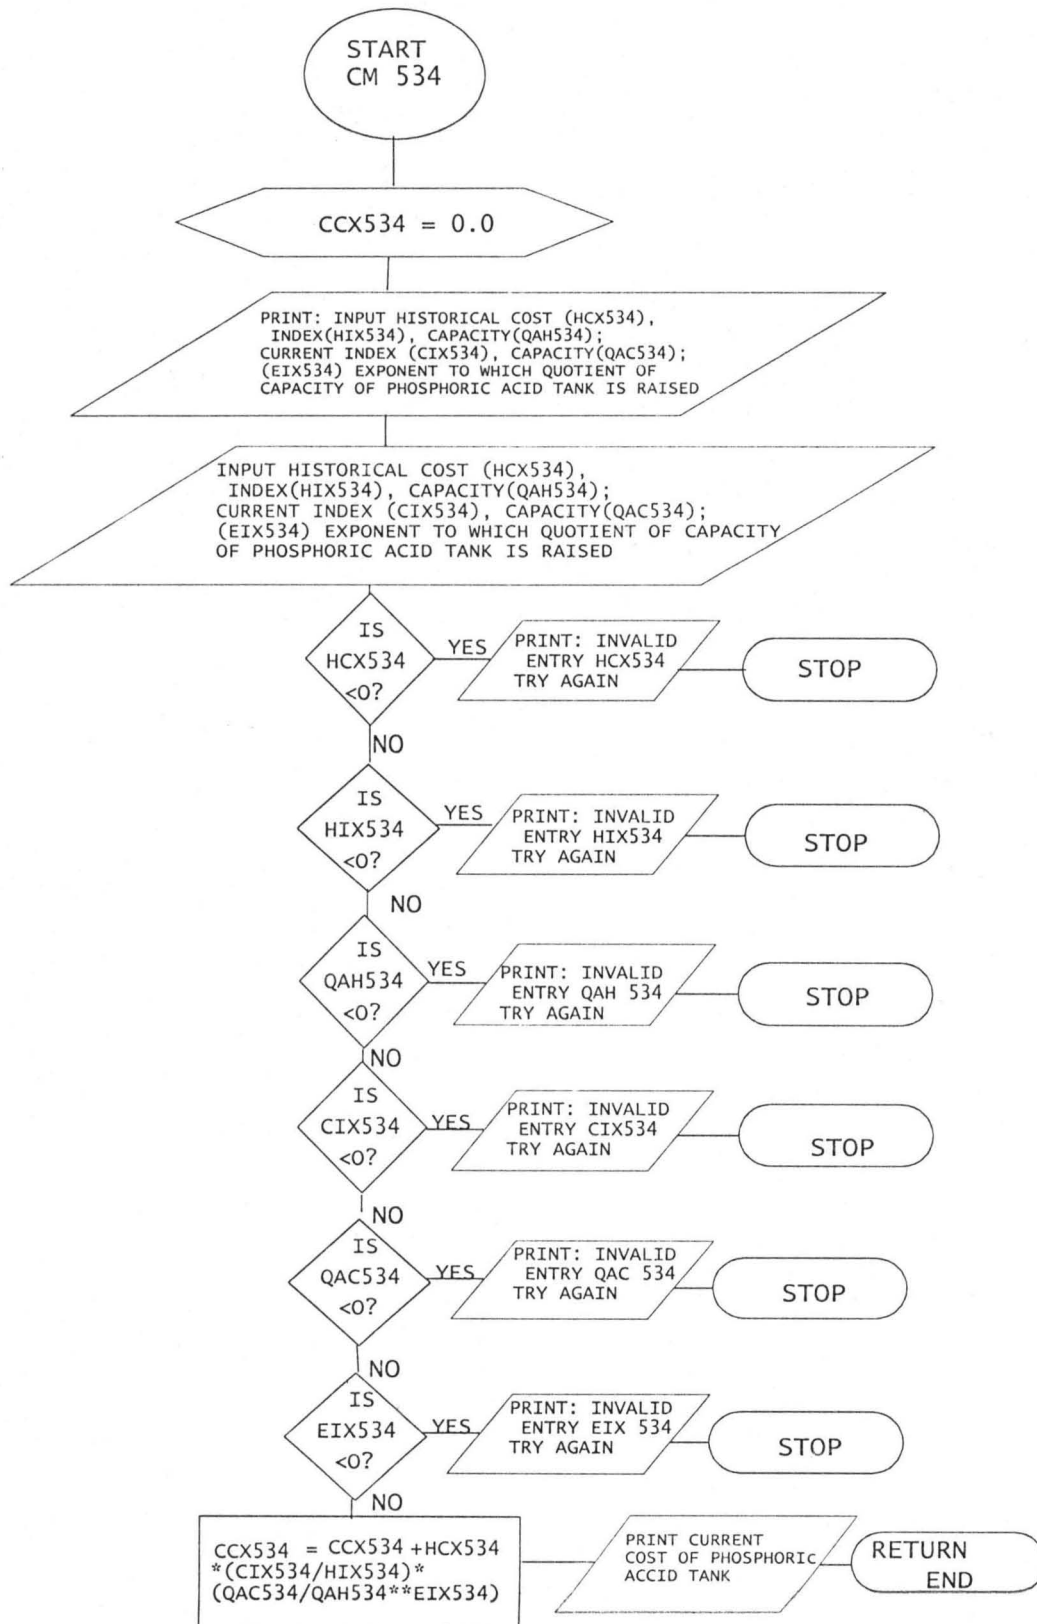 START
CM 534
CCX534 = 0.0
PRINT: INPUT HISTORICAL COST (HCX534),
INDEX(HIX534), CAPACITY(QAH534);
CURRENT INDEX (CIX534), CAPACITY(QAC534);
(EIX534) EXPONENT TO WHICH QUOTIENT OF
CAPACITY OF PHOSPHORIC ACID TANK IS RAISED
INPUT HISTORICAL COST (HCX534),
INDEX(HIX534), CAPACITY(QAH534);
CURRENT INDEX (CIX534), CAPACITY(QAC534);
(EIX534) EXPONENT TO WHICH QUOTIENT OF CAPACITY
OF PHOSPHORIC ACID TANK IS RAISED
IS
HCX534
<0?
YES
PRINT: INVALID
ENTRY HCX534
TRY AGAIN
STOP
NO
IS
HIX534
<0?
YES
PRINT: INVALID
ENTRY HIX534
TRY AGAIN
STOP
NO
IS
QAH534
<0?
YES
PRINT: INVALID
ENTRY QAH 534
TRY AGAIN
STOP
NO
IS
CIX534
<0?
YES
PRINT: INVALID
ENTRY CIX534
TRY AGAIN
STOP
NO
IS
QAC534
<0?
YES
PRINT: INVALID
ENTRY QAC 534
TRY AGAIN
STOP
NO
IS
EIX534
<0?
YES
PRINT: INVALID
ENTRY EIX 534
TRY AGAIN
STOP
NO
CCX534 = CCX534 +HCX534
*(CIX534/HIX534)*
(QAC534/QAH534**EIX534)
PRINT CURRENT
COST OF PHOSPHORIC
ACCID TANK
RETURN
END